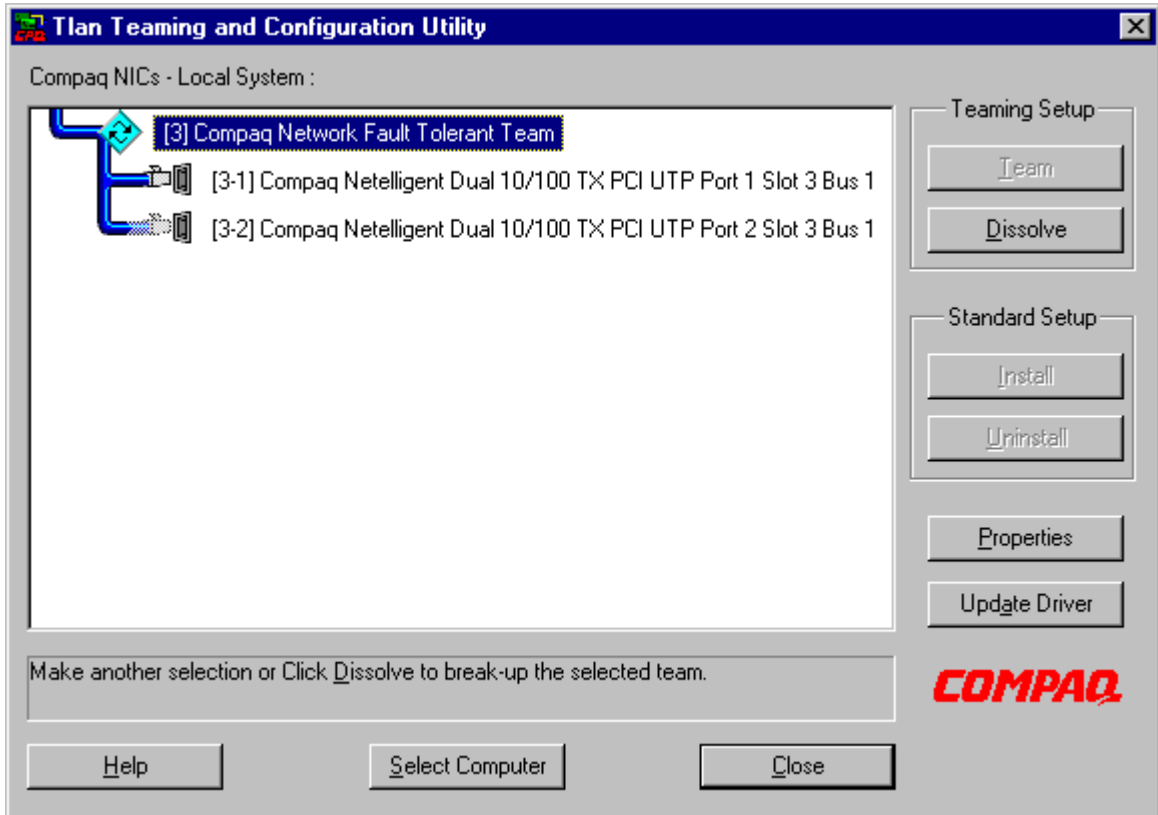 Tlan Teaming and Configuration Utility
Compaq NICs - Local System :
[3] Compaq Network Fault Tolerant Team
[3-1] Compaq Netelligent Dual 10/100 TX PCI UTP Port 1 Slot 3 Bus 1
[3-2] Compaq Netelligent Dual 10/100 TX PCI UTP Port 2 Slot 3 Bus 1
Teaming Setup
Team
Dissolve
Standard Setup
Install
Uninstall
Properties
Update Driver
Make another selection or Click Dissolve to break-up the selected team.
COMPAQ
Help
Select Computer
Close